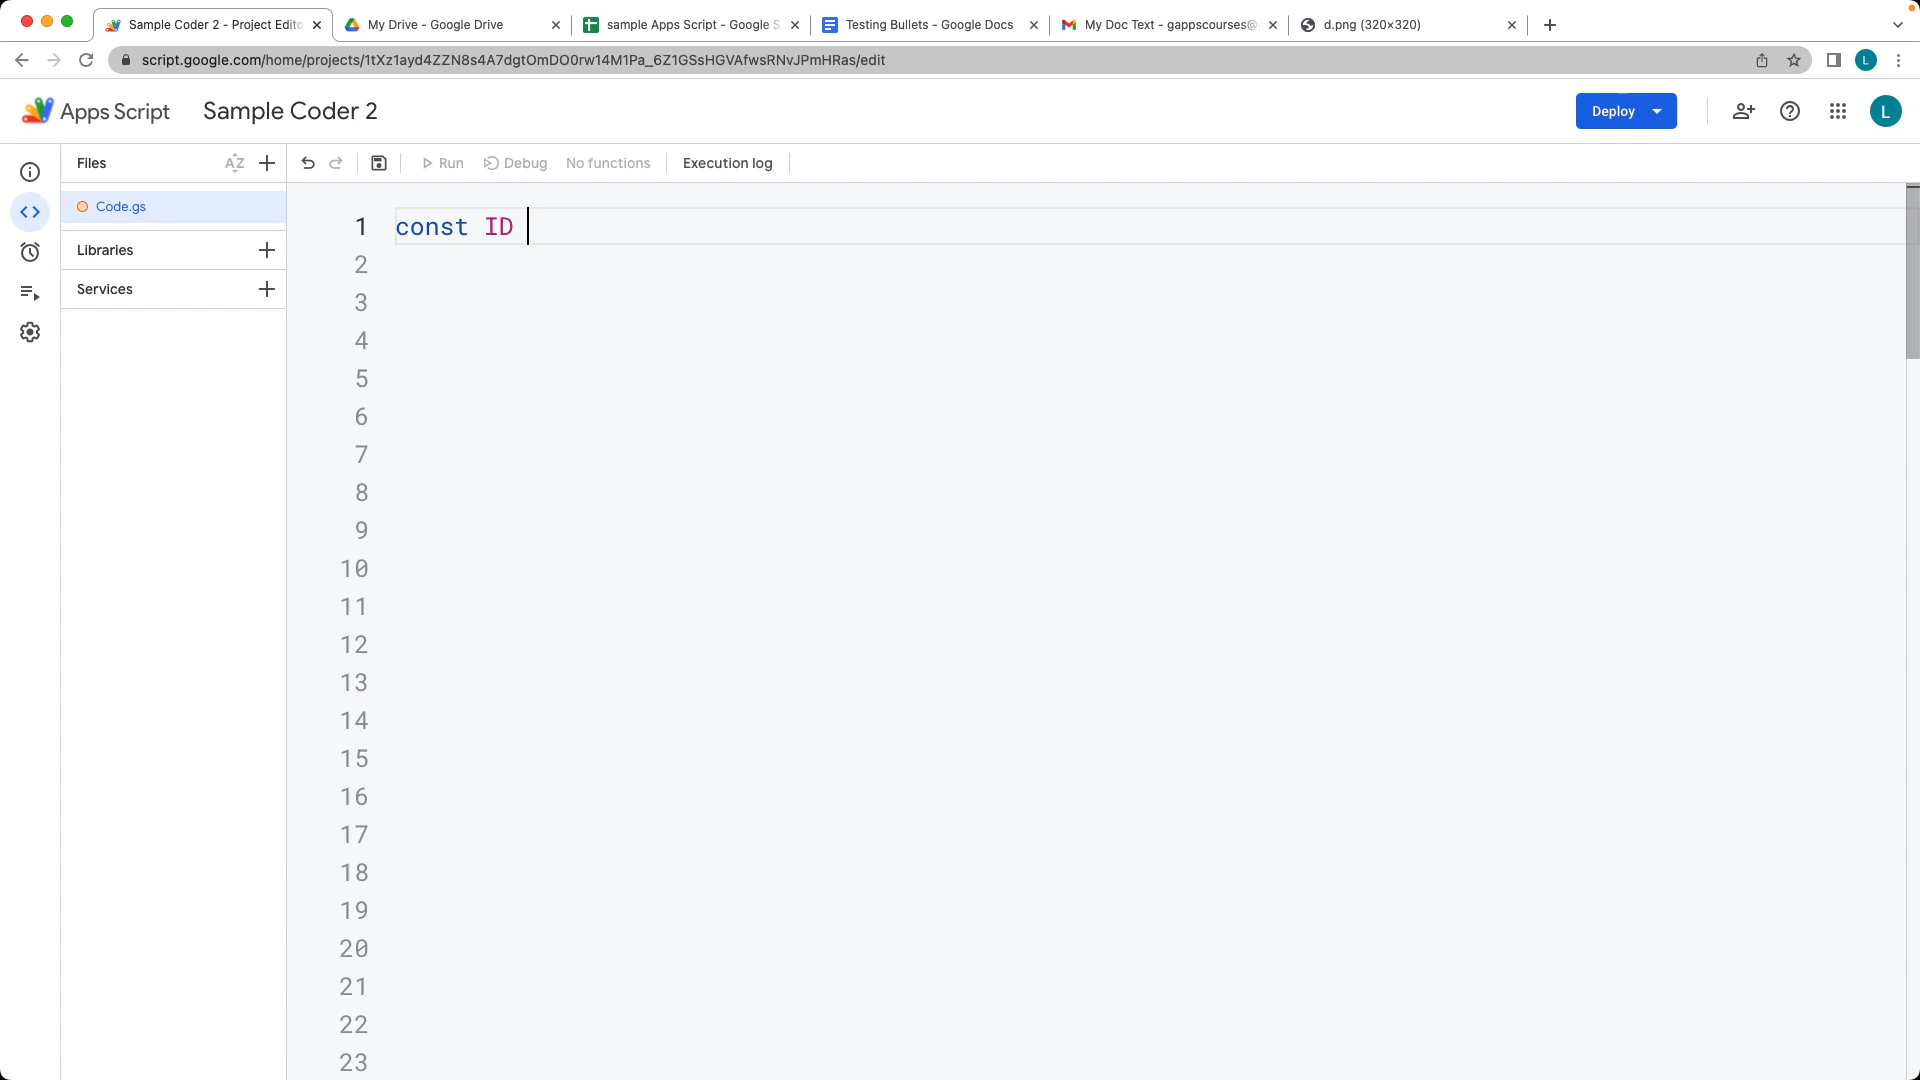 Sample Coder 2 - Project Edito
My Drive - Google Drive
sample Apps Script - Google S
Testing Bullets - Google Docs
My Doc Text - gappscourses@
d.png (320×320)
script.google.com/home/projects/1tXz1ayd4ZZN8s4A7dgtOmDO0rw14M1Pa_6Z1GSsHGVAfwsRNvJPmHRas/edit
L
Apps Script
Sample Coder 2
Deploy
L
Files
AZ
Run
Debug
No functions
Execution log
Code.gs
Libraries
Services
1 const ID
2
3
4
5
6
7
8
9
10
11
12
13
14
15
16
17
18
19
20
21
22
23